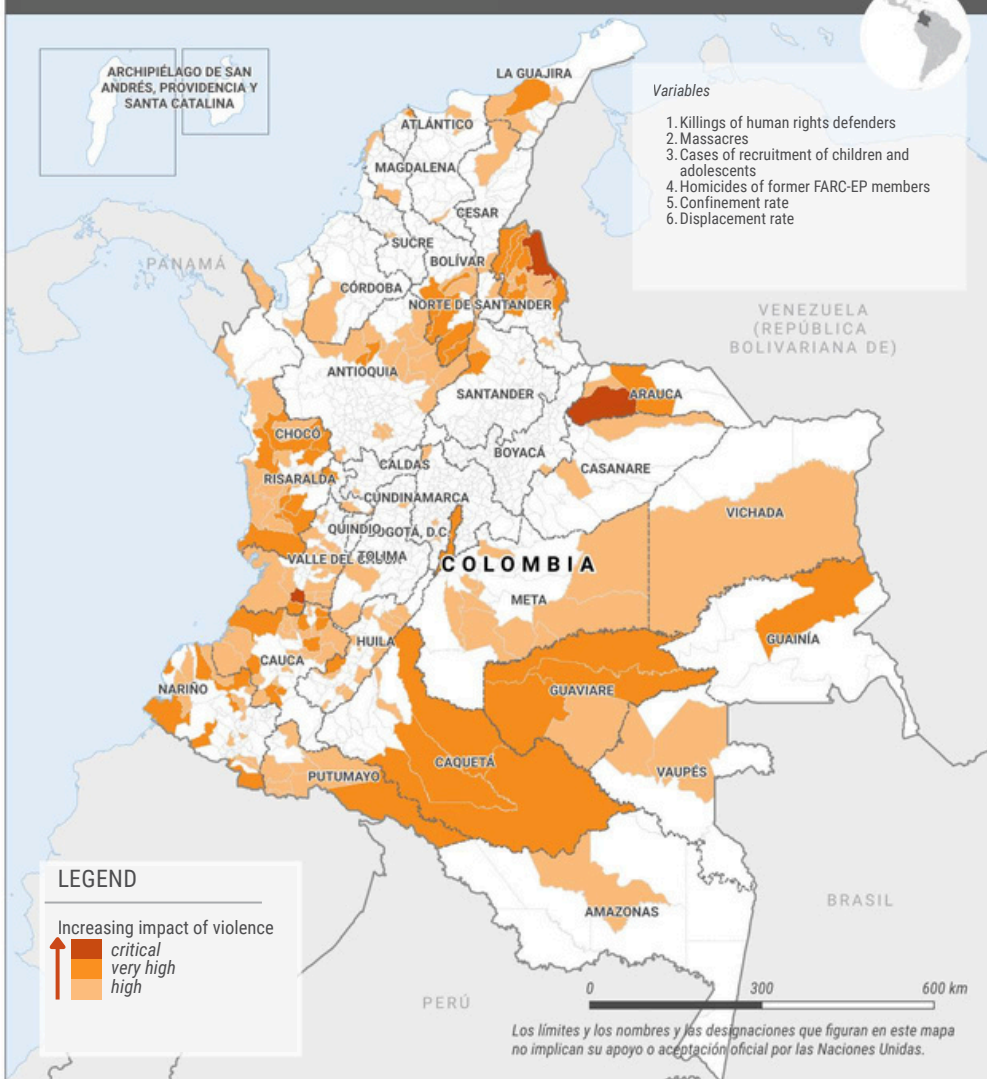 ARCHIPIÉLAGO DE SAN
ANDRÉS, PROVIDENCIA Y
SANTA CATALINA
LA GUAJIRA
Variables
1. Killings of human rights defenders
2. Massacres
3. Cases of recruitment of children and
adolescents
4. Homicides of former FARC-EP members
5. Confinement rate
6. Displacement rate
ATLÁNTICO
MAGDALENA
CESAR
SUCRE
BOLÍVAR
PANAMÁ
CÓRDOBA
NORTE DE SANTANDER
VENEZUELA
(REPÚBLICA
BOLIVARIANA DE)
ANTIOQUIA
SANTANDER
ARAUCA
CHOCÓ
BOYACÁ
CALDAS
CASANARE
RISARALDA
CUNDINAMARCA
VICHADA
QUINDIO
OGOTÁ, D.C
VALLE DEL
TOLIMA
COLOMBIA
META
GUAINÍA
HUILA
CAUCA
NARIÑO
GUAVIARE
CAQUETÁ
VAUPÉS
PUTUMAYO
LEGEND
Increasing impact of violence
critical
very high
high
BRASIL
AMAZONAS
PERÚ
0 300 600 km
Los límites y los nombres y las designaciones que figuran en este mapa
no implican su apoyo o aceptación oficial por las Naciones Unidas.